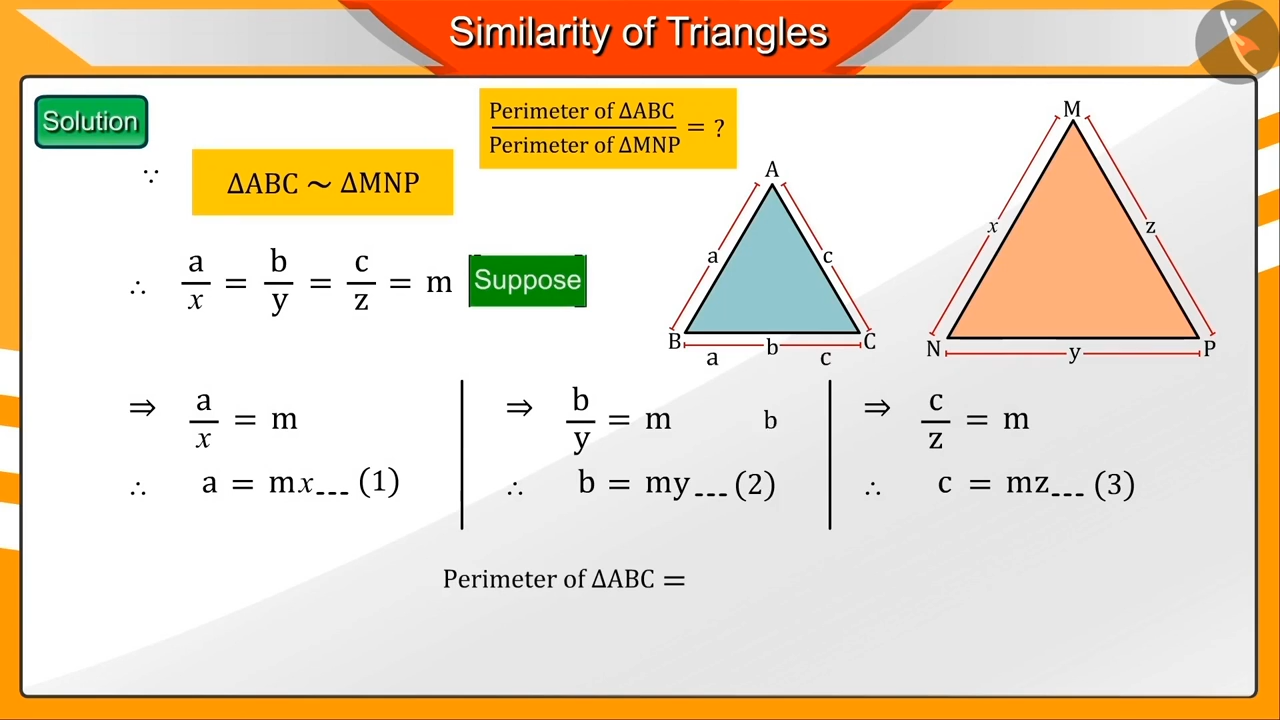 Similarity of Triangles
Solution
Perimeter of ΔABC
Perimeter of ΔMNP
= ?
∵ ΔABC ~ ΔMNP
∴ a/x = b/y = c/z = m Suppose
A
a
c
B
C
b
a
c
M
x
z
N
P
y
⇒ a/x = m
∴ a = mx--- (1)
⇒ b/y = m
b
∴ b = my--- (2)
⇒ c/z = m
∴ c = mz--- (3)
Perimeter of ΔABC =